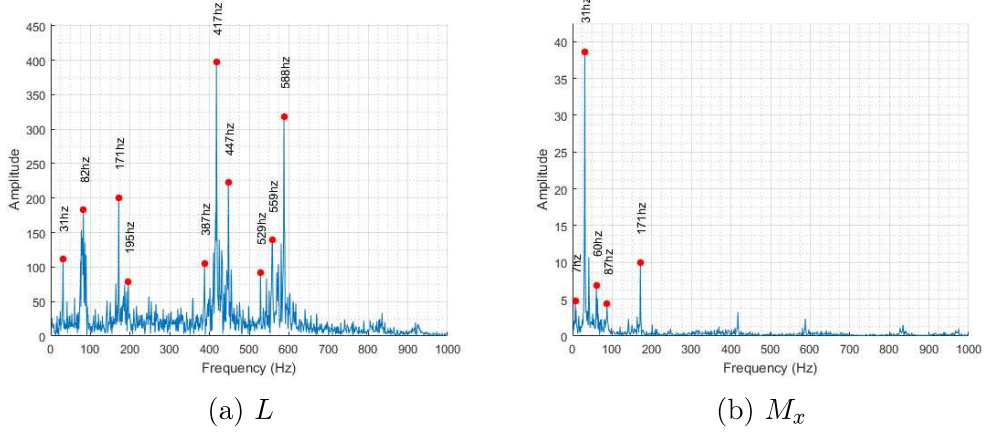 450
400
350
300
250
200
150
100
50
0
Amplitude
31hz
82hz
171hz
195hz
387hz
417hz
447hz
529hz
559hz
588hz
0 100 200 300 400 500 600 700 800 900 1000
Frequency (Hz)
(a) L
40
35
30
25
20
15
10
5
0
Amplitude
7hz
31hz
60hz
87hz
171hz
0 100 200 300 400 500 600 700 800 900 1000
Frequency (Hz)
(b) Mx